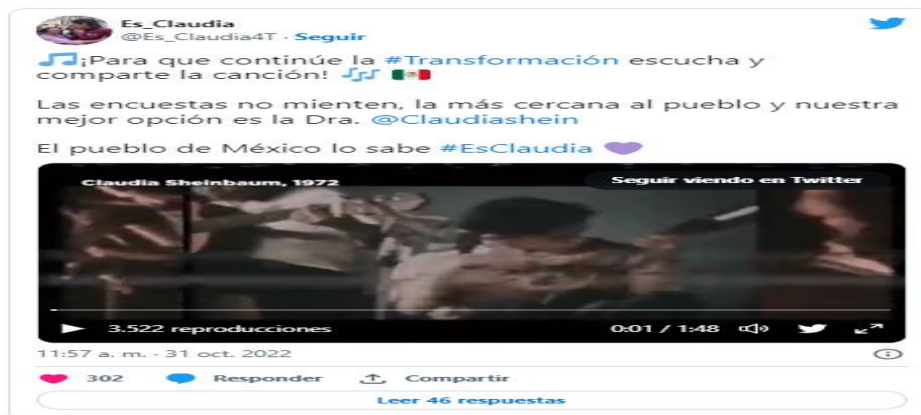 Es_Claudia
@Es_Claudia4T · Seguir
¡Para que continúe la #Transformación escucha y
comparte la canción!
Las encuestas no mienten, la más cercana al pueblo y nuestra
mejor opción es la Dra. @Claudiashein
El pueblo de México lo sabe #EsClaudia
Claudia Sheinbaum, 1972
Seguir viendo en Twitter
3.522 reproducciones
0:01 / 1:48
11:57 a. m. · 31 oct. 2022
302 Responder Compartir
Leer 46 respuestas